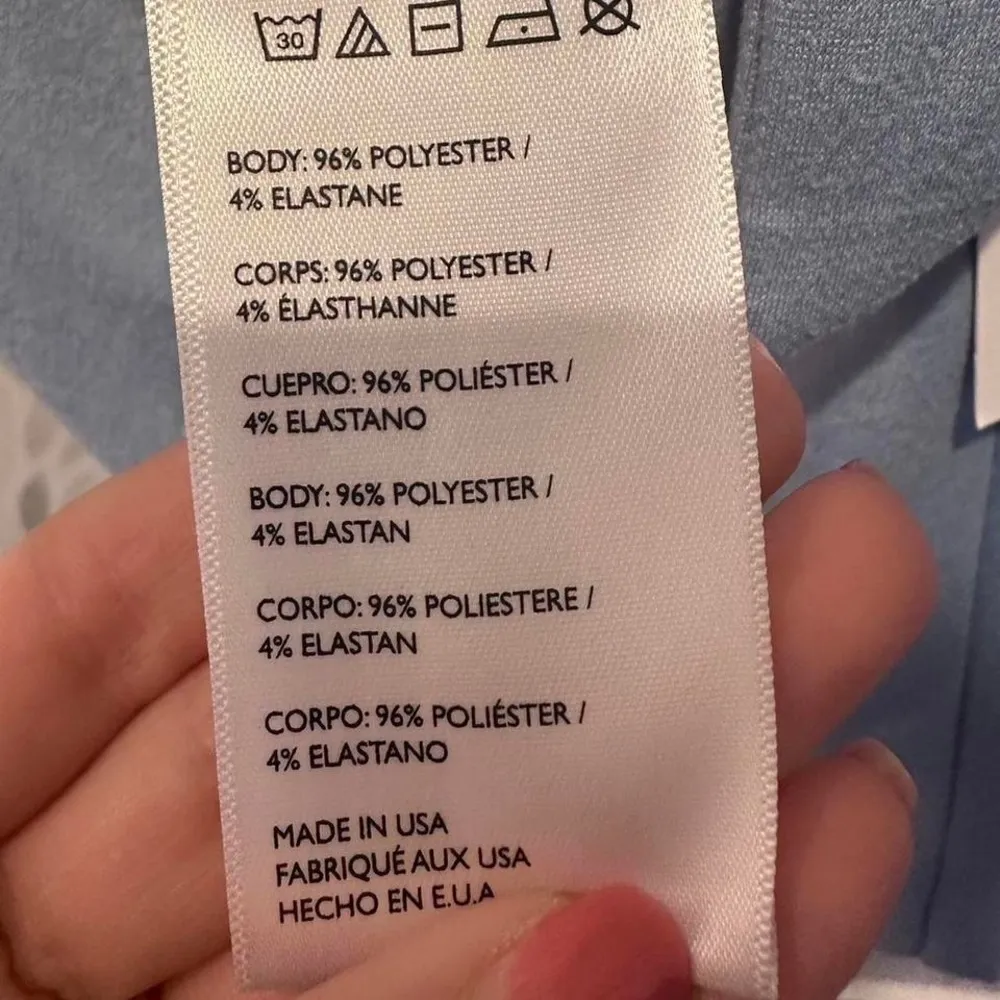 30
BODY: 96% POLYESTER /
4% ELASTANE
CORPS: 96% POLYESTER /
4% ÉLASTHANNE
CUEPRO: 96% POLIÉSTER /
4% ELASTANO
BODY: 96% POLYESTER /
4% ELASTAN
CORPO: 96% POLIESTERE /
4% ELASTAN
CORPO: 96% POLIÉSTER /
4% ELASTANO
MADE IN USA
FABRIQUÉ AUX USA
HECHO EN E.U.A